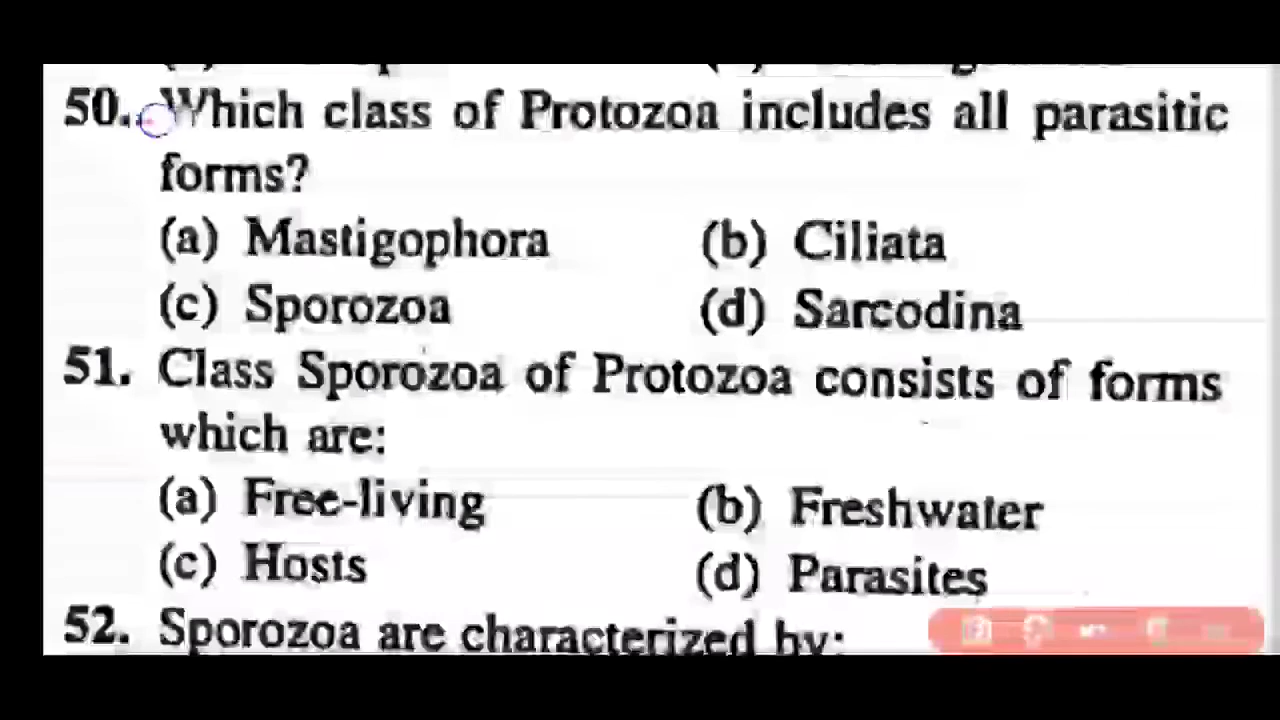 50. Which class of Protozoa includes all parasitic
forms?
(a) Mastigophora (b) Ciliata
(c) Sporozoa (d) Sarcodina
51. Class Sporozoa of Protozoa consists of forms
which are:
(a) Free-living (b) Freshwater
(c) Hosts (d) Parasites
52. Sporozoa are characterized by: